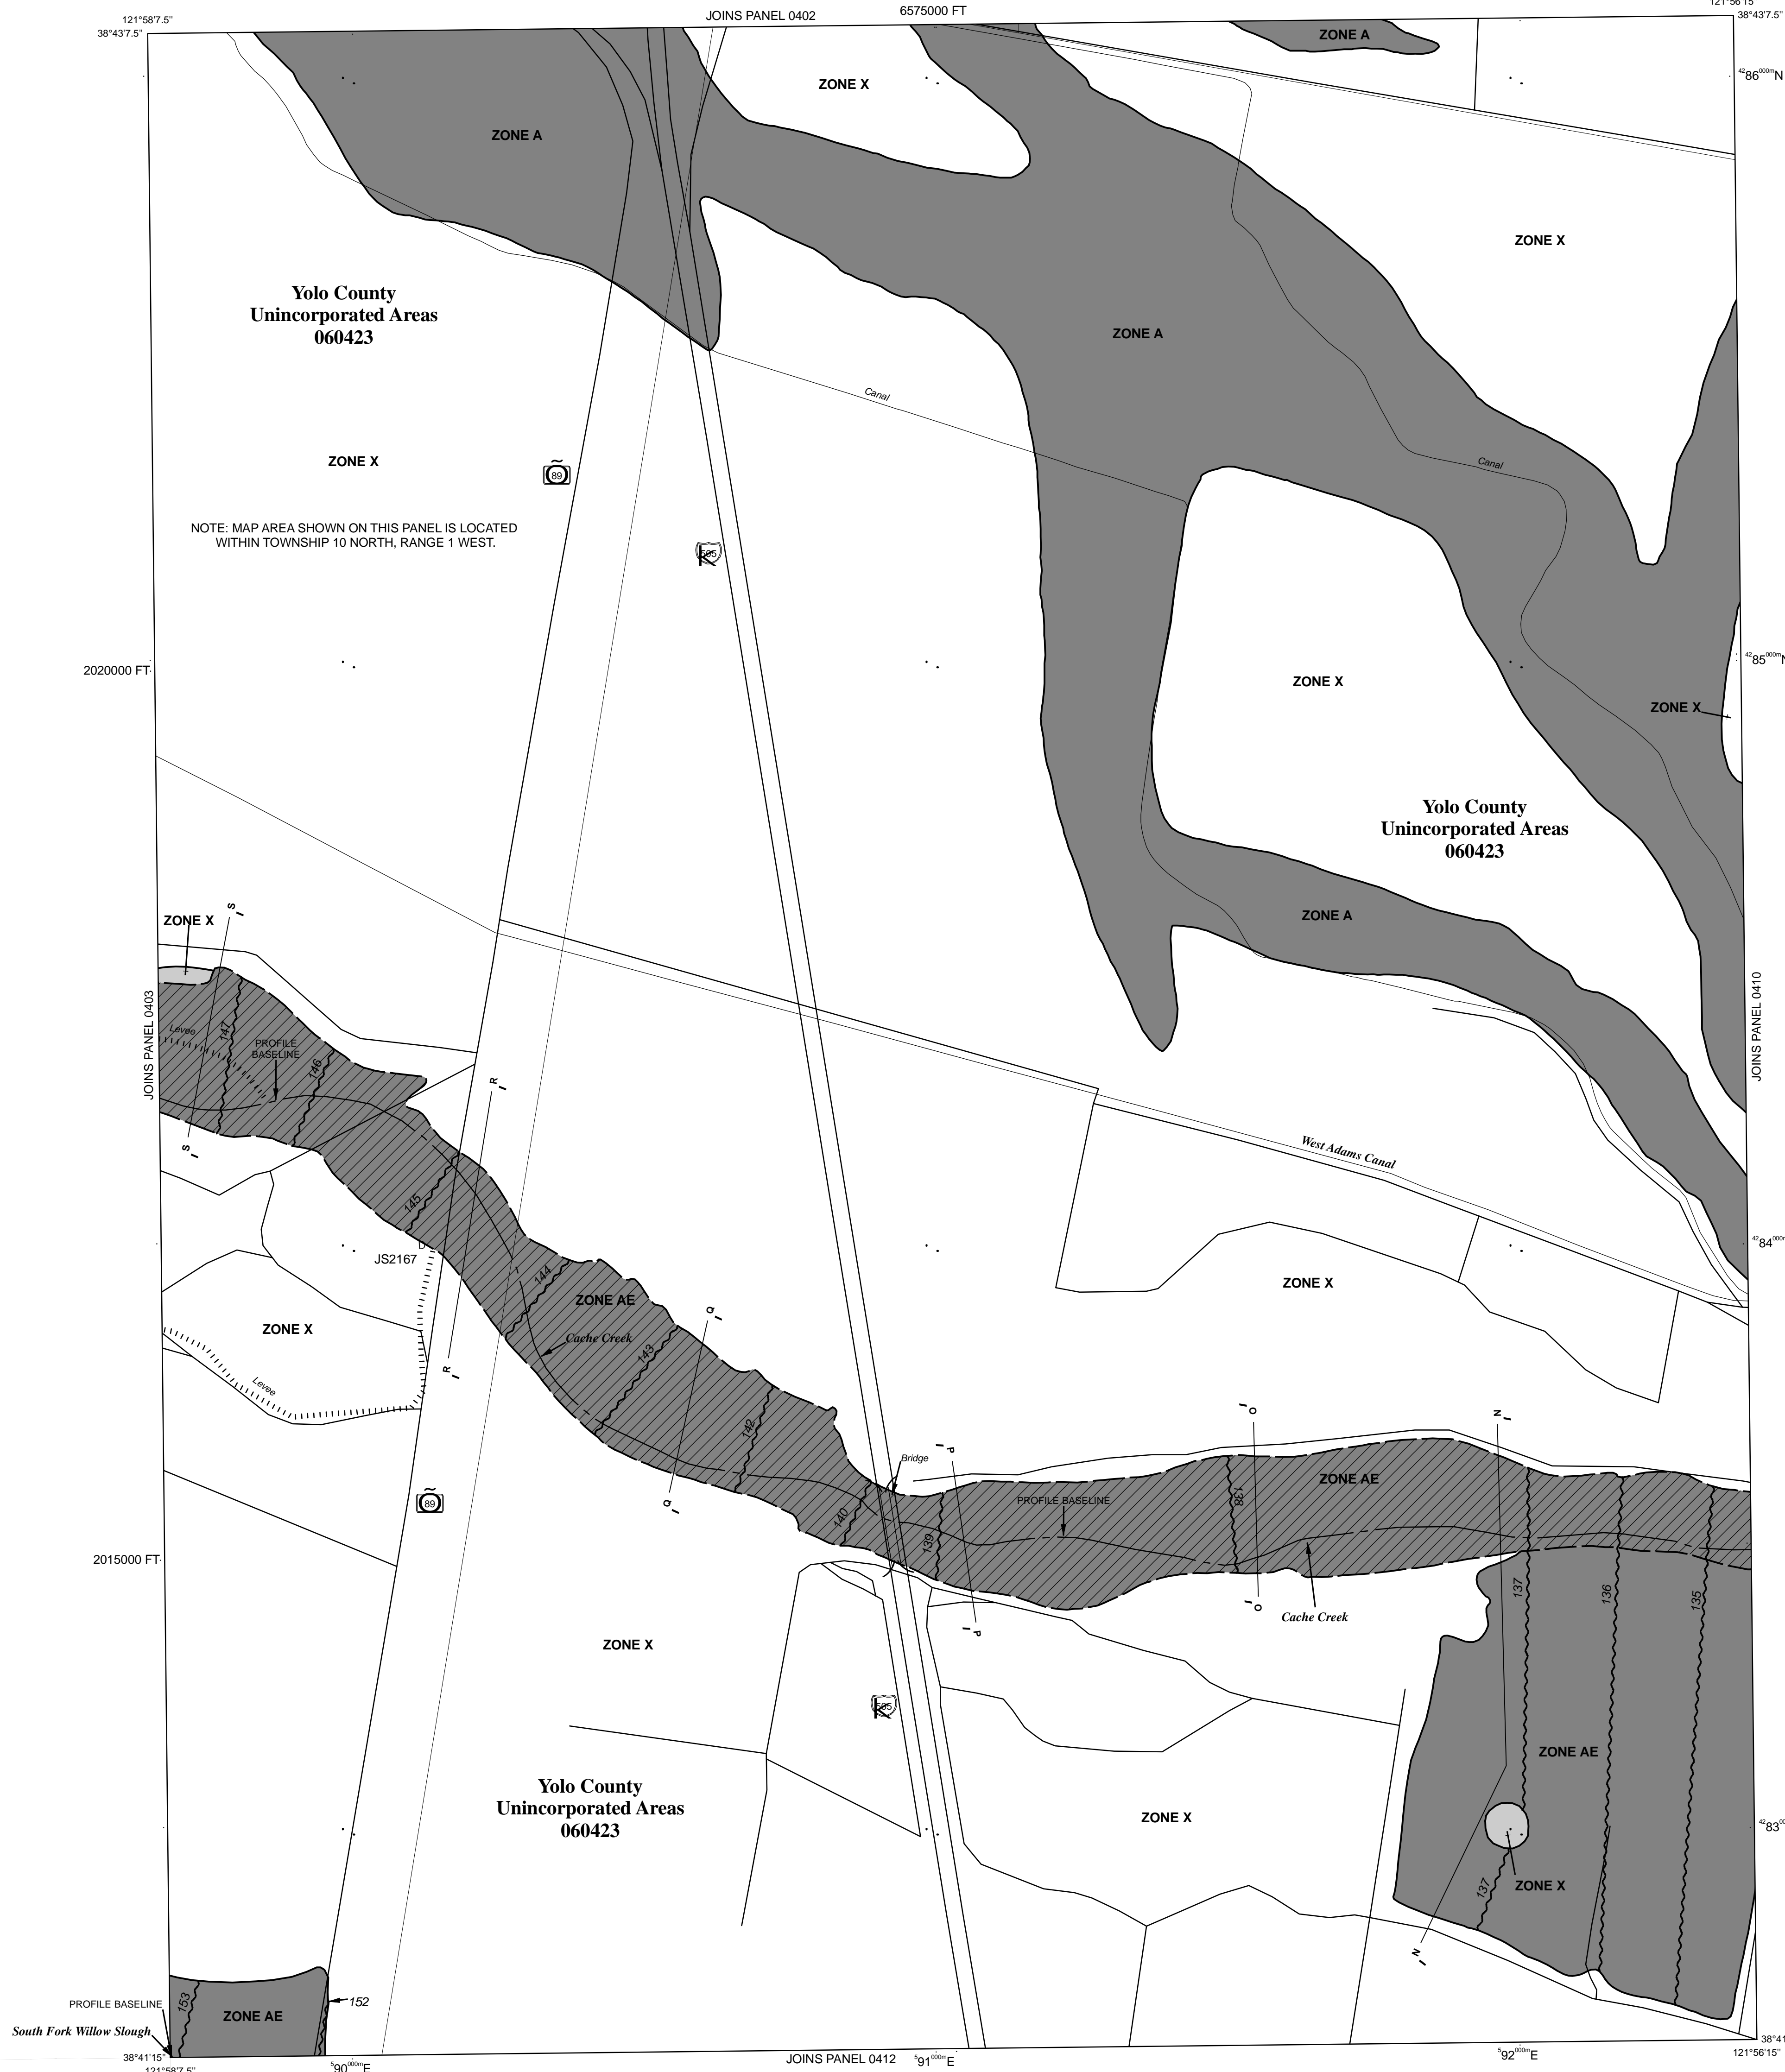 121°58'7.5"
JOINS PANEL 0402
6575000 FT
121°56'15"
38°43'7.5"
38°43'7.5"
ZONE A
4286000m N
ZONE X
ZONE A
ZONE X
Yolo County
Unincorporated Areas
060423
ZONE A
Canal
ZONE X
89
Canal
NOTE: MAP AREA SHOWN ON THIS PANEL IS LOCATED
WITHIN TOWNSHIP 10 NORTH, RANGE 1 WEST.
505
2020000 FT
4285000m N
ZONE X
ZONE X
Yolo County
Unincorporated Areas
060423
S
ZONE X
ZONE A
JOINS PANEL 0403
JOINS PANEL 0410
Levee
147
PROFILE
BASELINE
146
R
S
West Adams Canal
145
JS2167
4284000m
144
ZONE X
ZONE AE
Q
ZONE X
Cache Creek
143
R
Levee
O
N
142
P
Bridge
ZONE AE
89
Q
138
PROFILE BASELINE
140
139
2015000 FT
137
136
135
O
Cache Creek
P
ZONE X
505
ZONE AE
Yolo County
Unincorporated Areas
060423
ZONE X
4283
ZONE X
137
N
153
152
PROFILE BASELINE
ZONE AE
South Fork Willow Slough
38°41'15"
JOINS PANEL 0412
38°41
121°58'7.5"
590000m E
591000m E
592000m E
121°56'15"